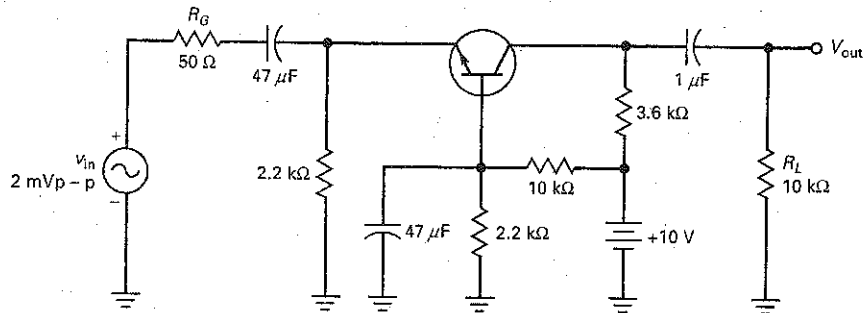 R_G
50 Ω
47 μF
V_out
1 μF
3.6 kΩ
+
v_in
2 mVp – p
–
2.2 kΩ
10 kΩ
R_L
10 kΩ
47 μF
2.2 kΩ
+10 V